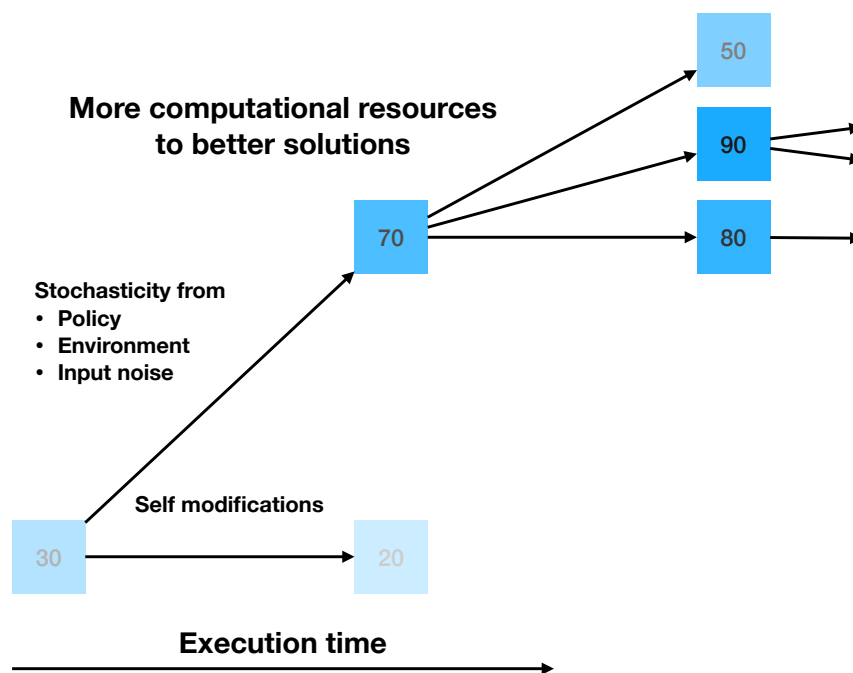 50
More computational resources
to better solutions
90
70
80
Stochasticity from
• Policy
• Environment
• Input noise
Self modifications
30
20
Execution time